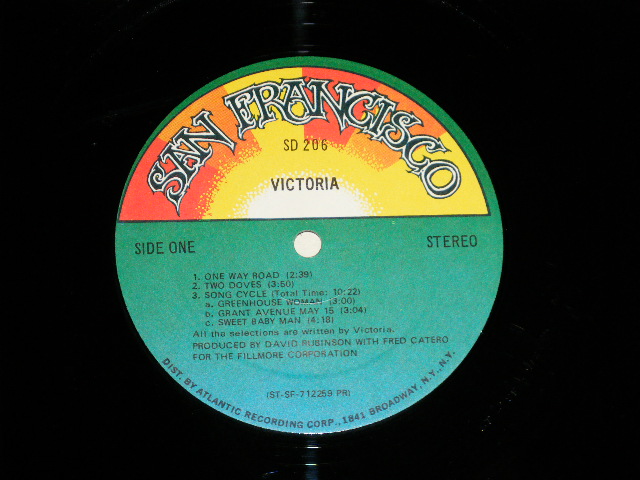 SAN FRANCISCO
SD 206
VICTORIA
SIDE ONE
STEREO
1. ONE WAY ROAD (2:39)
2. TWO DOVES (3:50)
3. SONG CYCLE (Total Time: 10:22)
a. GREENHOUSE WOMAN (3:00)
b. GRANT AVENUE MAY 15 (3:04)
c. SWEET BABY MAN (4:18)
All the selections are written by Victoria.
PRODUCED BY DAVID RUBINSON WITH FRED CATERO
FOR THE FILLMORE CORPORATION
(ST-SF-712259 PR)
DIST. BY ATLANTIC RECORDING CORP., 1841 BROADWAY, N.Y., N.Y.